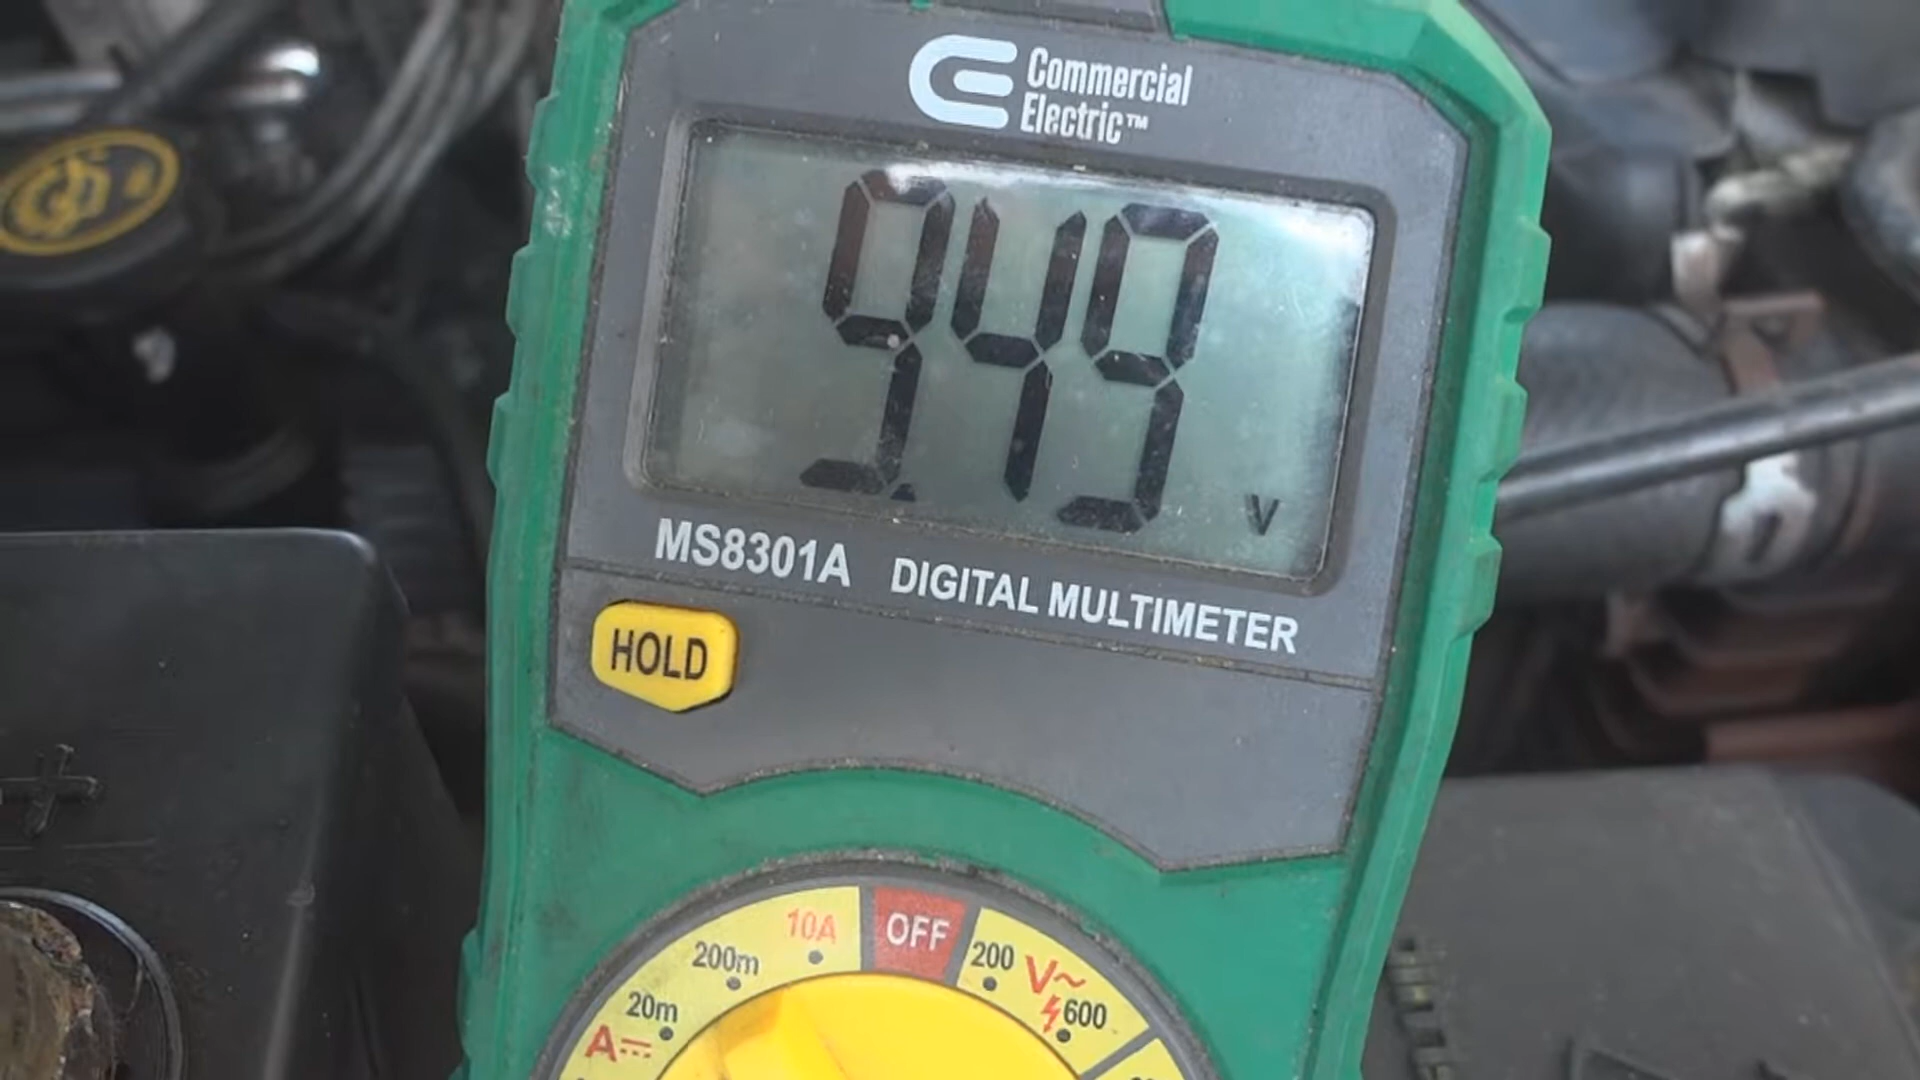 Commercial
Electric™
9.49
V
MS8301A DIGITAL MULTIMETER
HOLD
10A
OFF
200
V~
200m
600
20m
A
+